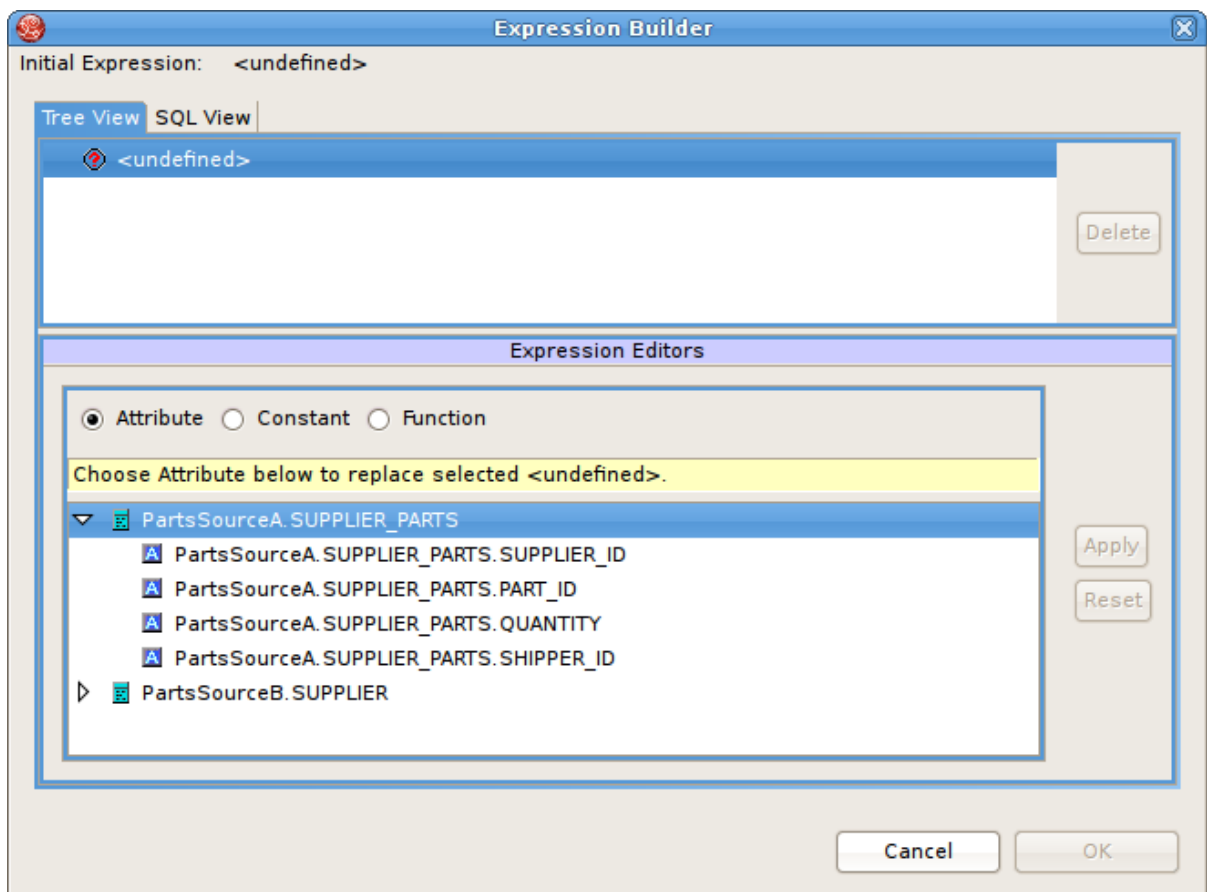 Expression Builder
Initial Expression: <undefined>
Tree View SQL View
<undefined>
Delete
Expression Editors
Attribute Constant Function
Choose Attribute below to replace selected <undefined>.
PartsSourceA.SUPPLIER_PARTS
PartsSourceA.SUPPLIER_PARTS.SUPPLIER_ID
PartsSourceA.SUPPLIER_PARTS.PART_ID
PartsSourceA.SUPPLIER_PARTS.QUANTITY
PartsSourceA.SUPPLIER_PARTS.SHIPPER_ID
PartsSourceB.SUPPLIER
Apply
Reset
Cancel OK